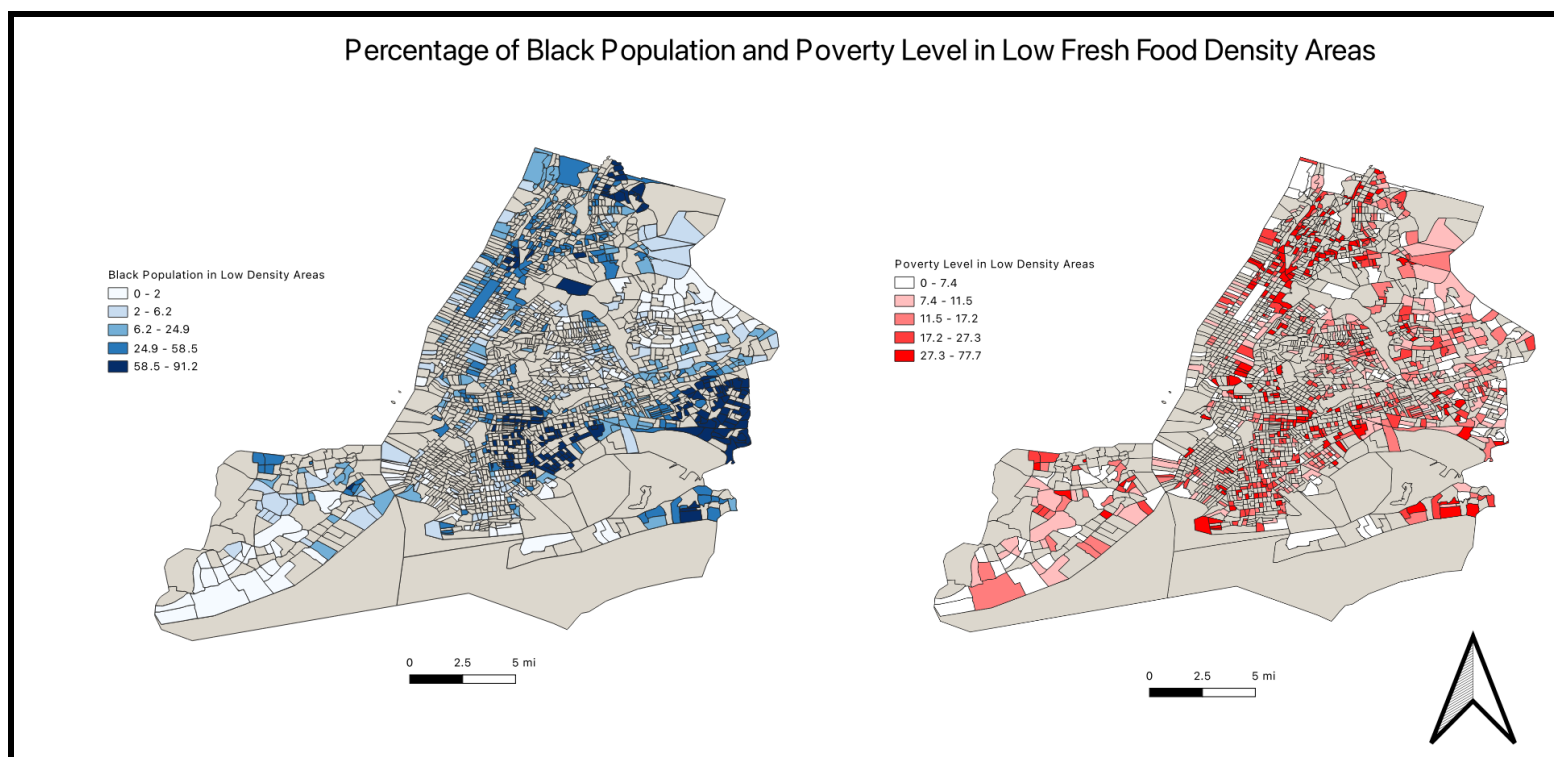 Percentage of Black Population and Poverty Level in Low Fresh Food Density Areas
Black Population in Low Density Areas
0 - 2
2 - 6.2
6.2 - 24.9
24.9 - 58.5
58.5 - 91.2
0 2.5 5 mi
Poverty Level in Low Density Areas
0 - 7.4
7.4 - 11.5
11.5 - 17.2
17.2 - 27.3
27.3 - 77.7
0 2.5 5 mi